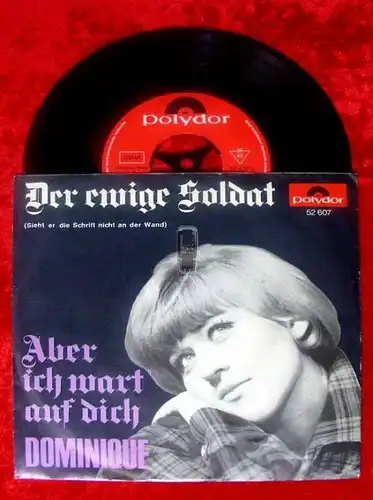 polydor
Der ewige Soldat
(Sieht er die Schrift nicht an der Wand)
polydor
52 607
Aber
ich wart
auf dich
DOMINIQUE